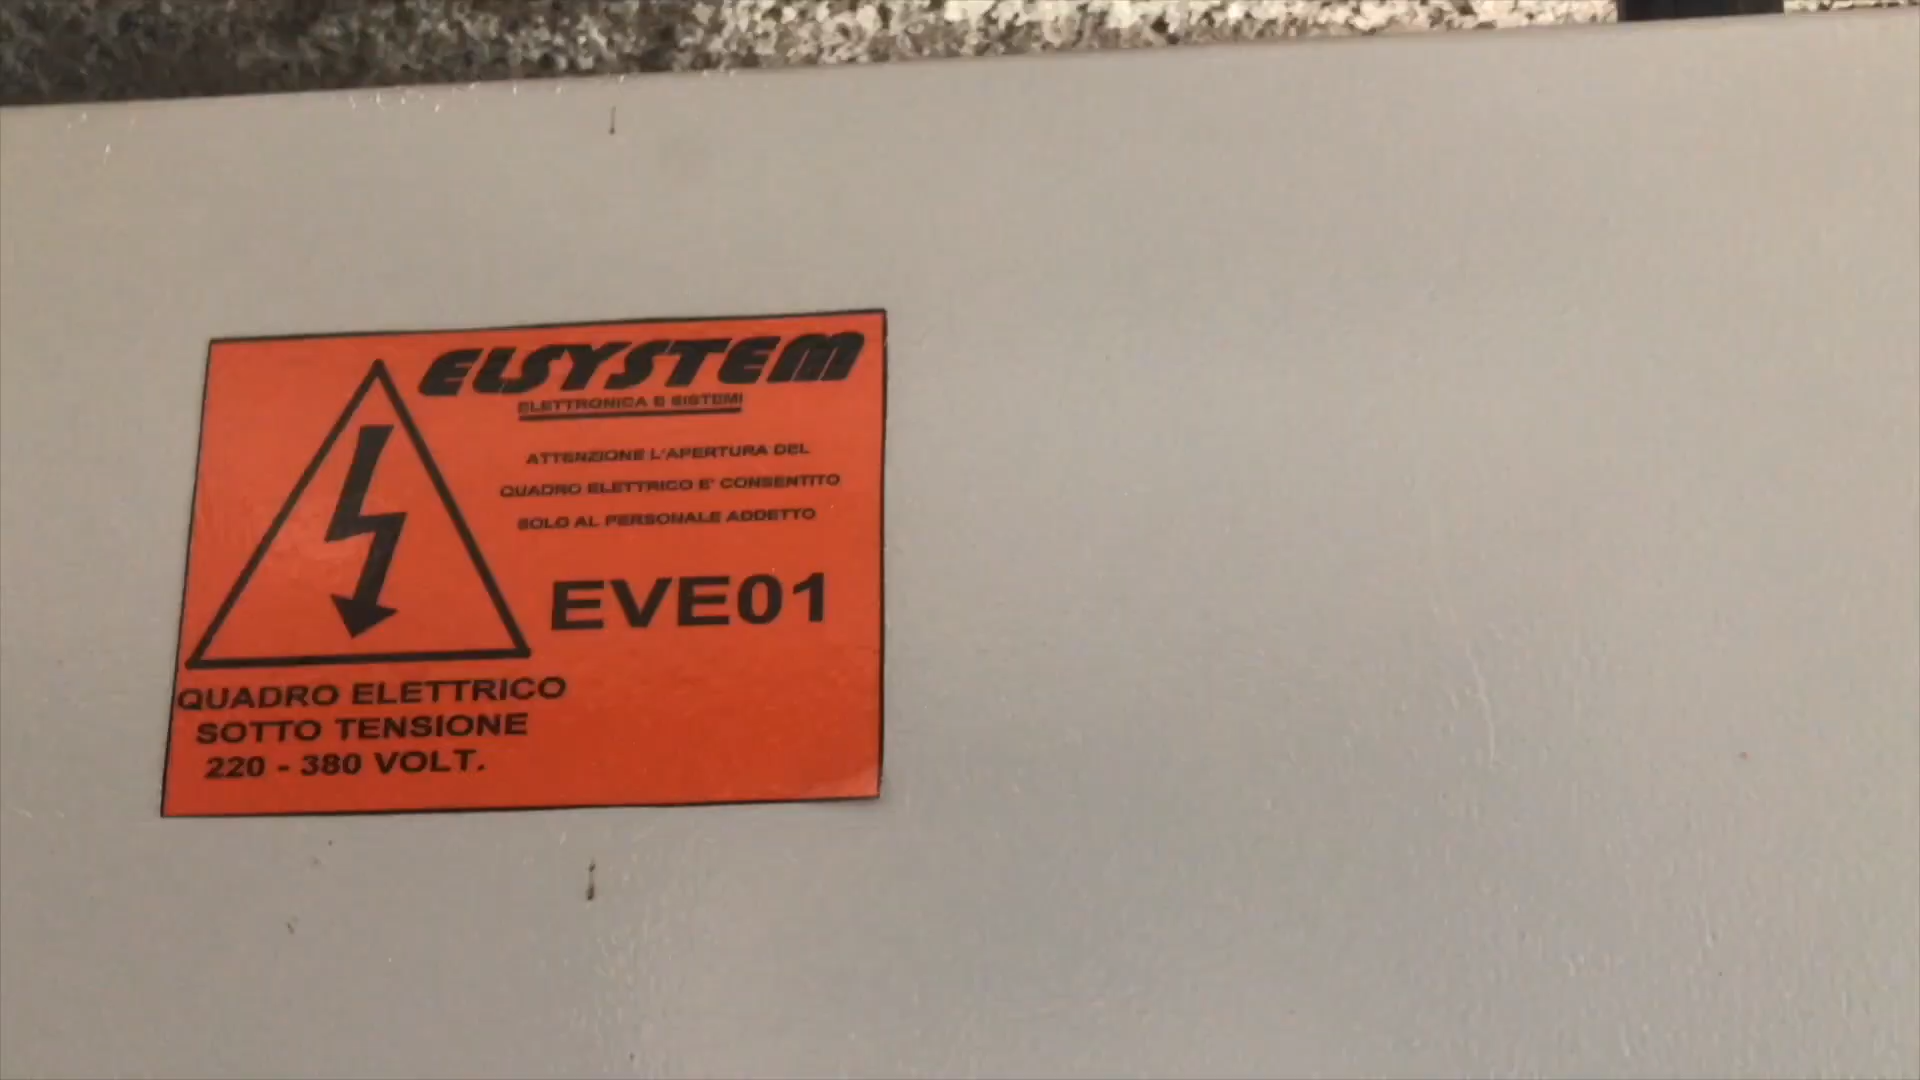 ELSYSTEM
ELETTRONICA E SISTEMI
ATTENZIONE L'APERTURA DEL
QUADRO ELETTRICO E' CONSENTITO
SOLO AL PERSONALE ADDETTO
EVE01
QUADRO ELETTRICO
SOTTO TENSIONE
220 - 380 VOLT.